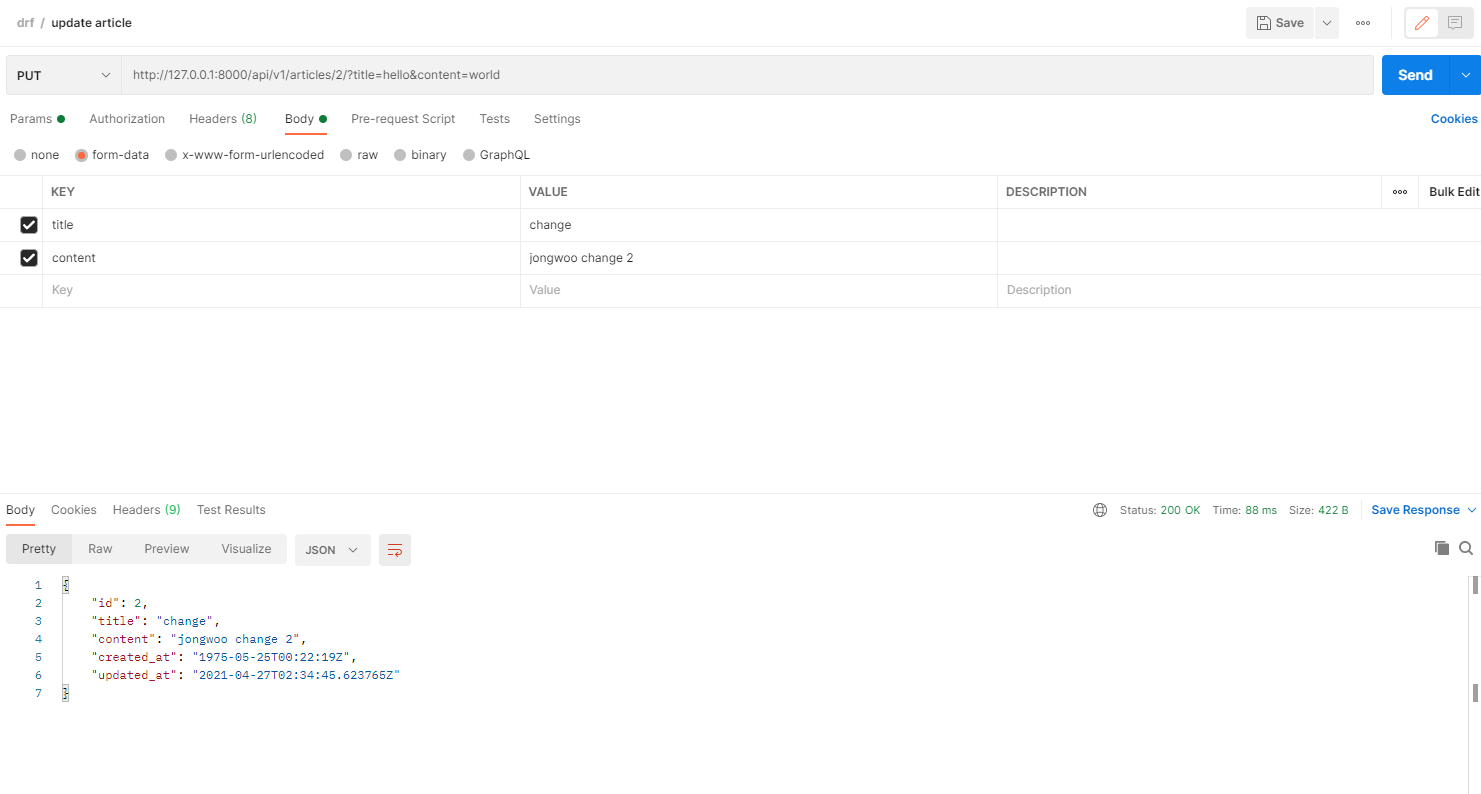 drf / update article Save
PUT http://127.0.0.1:8000/api/v1/articles/2/?title=hello&content=world Send
Params Authorization Headers (8) Body Pre-request Script Tests Settings Cookies
none form-data x-www-form-urlencoded raw binary GraphQL
KEY VALUE DESCRIPTION Bulk Edit
title change
content jongwoo change 2
Key Value Description
Body Cookies Headers (9) Test Results Status: 200 OK Time: 88 ms Size: 422 B Save Response
Pretty Raw Preview Visualize JSON
1 {
2 "id": 2,
3 "title": "change",
4 "content": "jongwoo change 2",
5 "created_at": "1975-05-25T00:22:19Z",
6 "updated_at": "2021-04-27T02:34:45.623765Z"
7 }